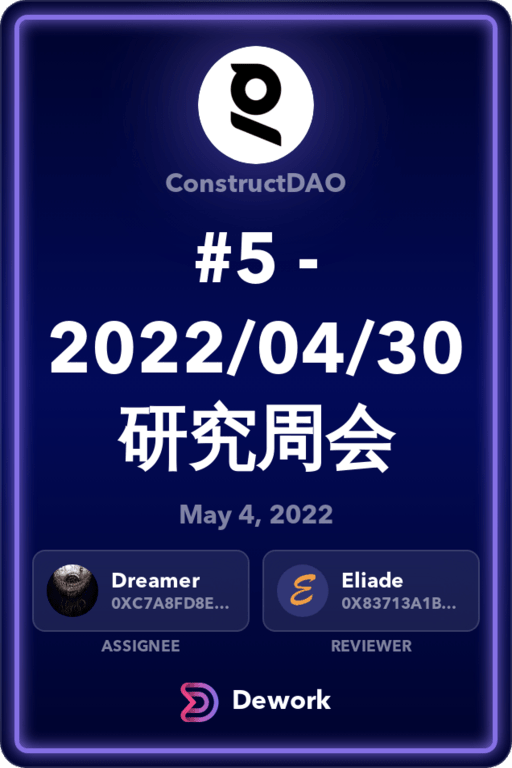 ConstructDAO
#5 -
2022/04/30
研究周会
May 4, 2022
Dreamer
0XC7A8FD8E...
Eliade
0X83713A1B...
ASSIGNEE
REVIEWER
Dework